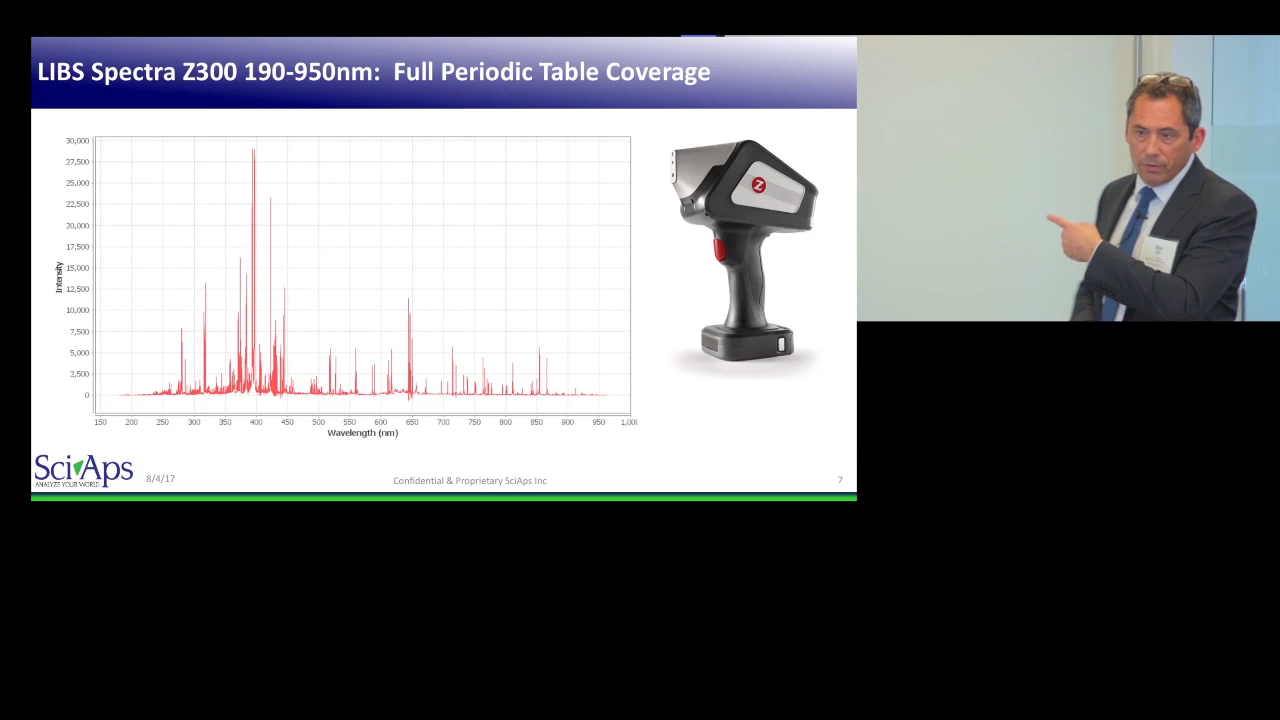 LIBS Spectra Z300 190-950nm: Full Periodic Table Coverage
30,000
27,500
25,000
22,500
20,000
17,500
15,000
12,500
10,000
7,500
5,000
2,500
0
Intensity
150 200 250 300 350 400 450 500 550 600 650 700 750 800 850 900 950 1,00
Wavelength (nm)
Z
SciAps
ANALYZE YOUR WORLD
8/4/17
Confidential & Proprietary SciAps Inc
7